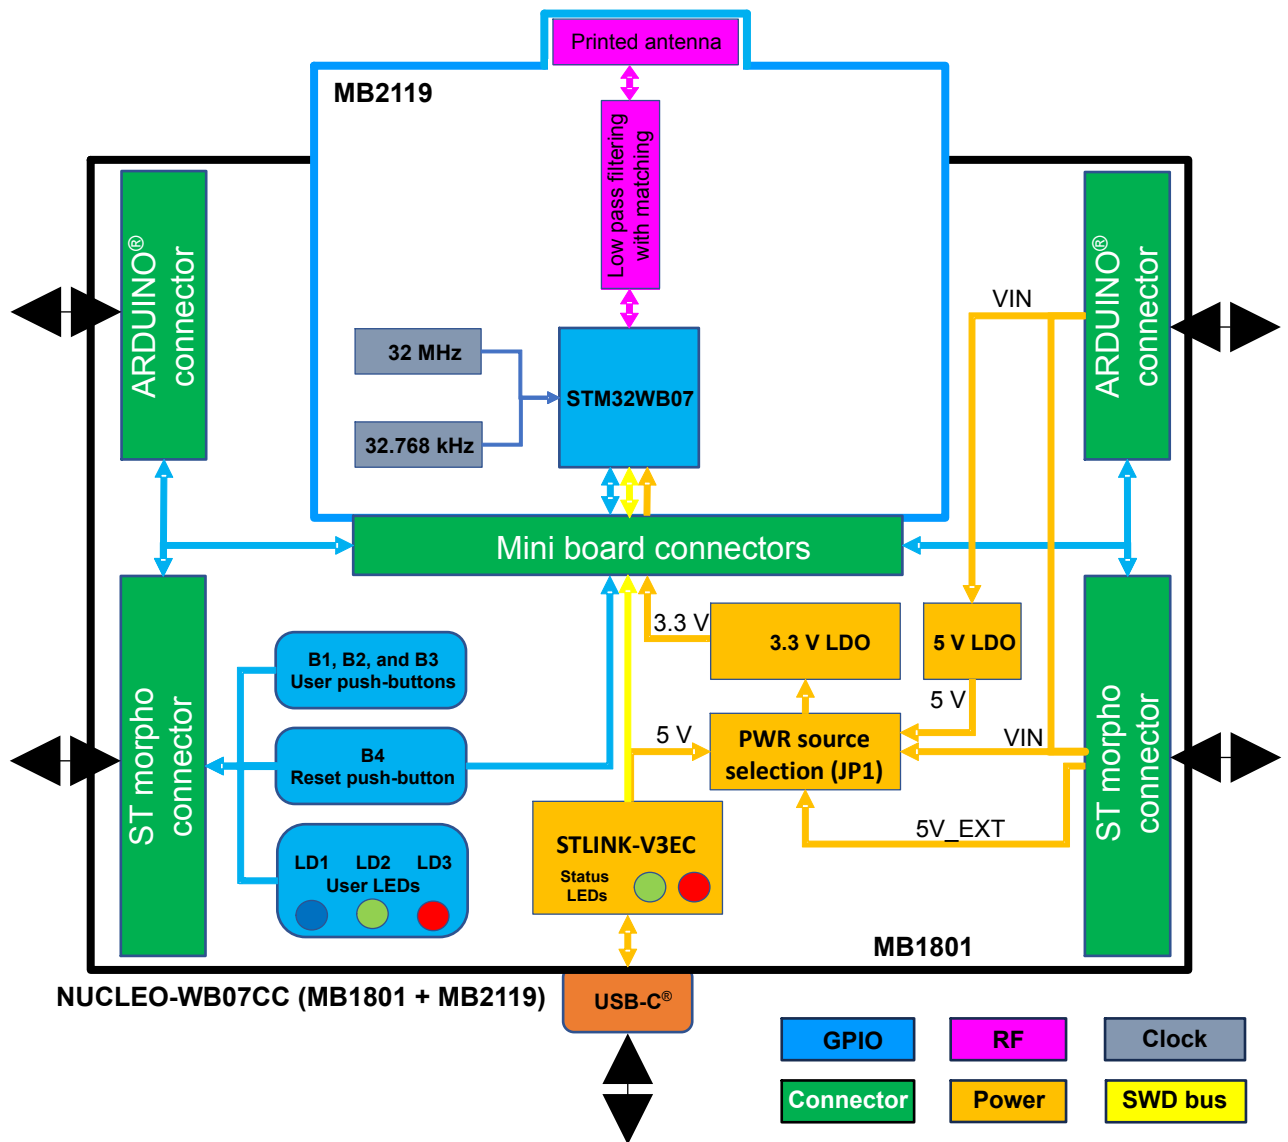 Printed antenna
MB2119
Low pass filtering
with matching
ARDUINO®
connector
ARDUINO®
connector
VIN
32 MHz
STM32WB07
32.768 kHz
Mini board connectors
3.3 V
3.3 V LDO
5 V LDO
B1, B2, and B3
User push-buttons
5 V
ST morpho
connector
ST morpho
connector
5 V
PWR source
selection (JP1)
VIN
B4
Reset push-button
5V_EXT
STLINK-V3EC
Status
LEDs
LD1
LD2
LD3
User LEDs
MB1801
NUCLEO-WB07CC (MB1801 + MB2119)
USB-C®
GPIO
RF
Clock
Connector
Power
SWD bus